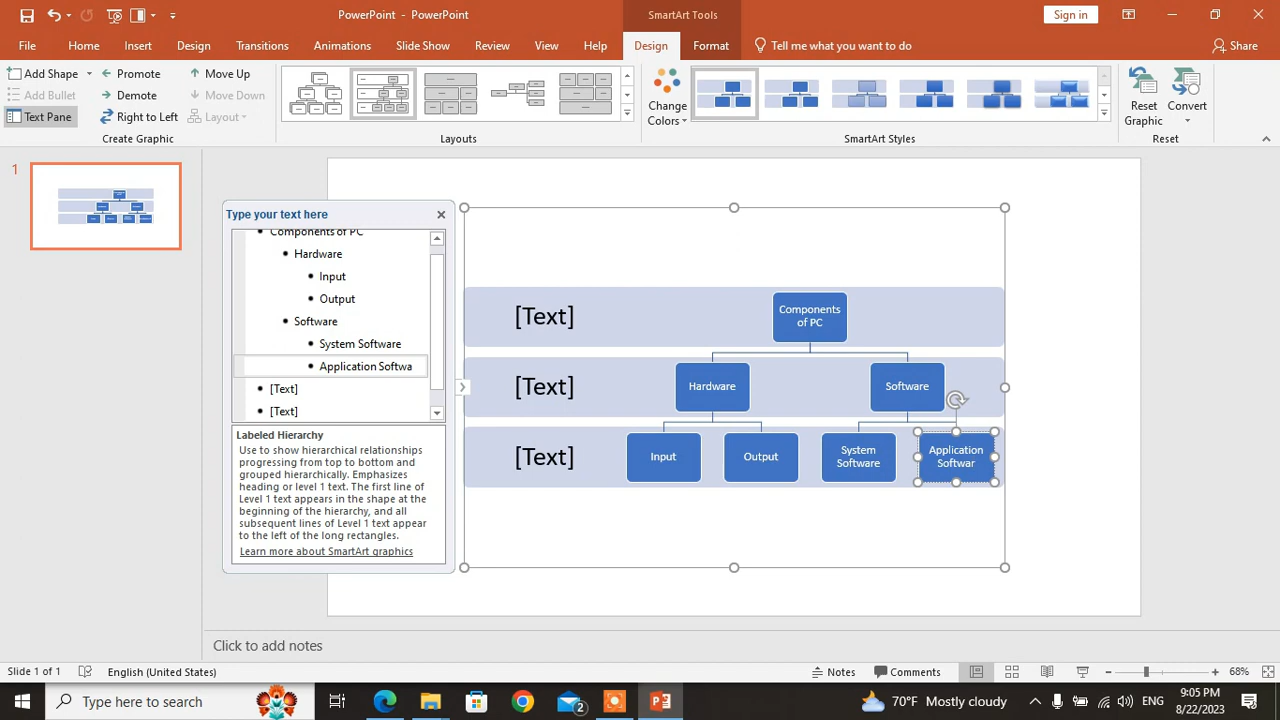 PowerPoint - PowerPoint
SmartArt Tools
Sign in
File
Home
Insert
Design
Transitions
Animations
Slide Show
Review
View
Help
Design
Format
Tell me what you want to do
Share
Add Shape
Promote
Move Up
Add Bullet
Demote
Move Down
Text Pane
Right to Left
Layout
Change
Colors
Reset
Graphic
Convert
Create Graphic
Layouts
SmartArt Styles
Reset
1
Type your text here
Components of PC
Hardware
Input
Output
Software
System Software
Application Softwa
[Text]
[Text]
Labeled Hierarchy
Use to show hierarchical relationships
progressing from top to bottom and
grouped hierarchically. Emphasizes
heading or level 1 text. The first line of
Level 1 text appears in the shape at the
beginning of the hierarchy, and all
subsequent lines of Level 1 text appear
to the left of the long rectangles.
Learn more about SmartArt graphics
[Text]
Components
of PC
[Text]
Hardware
Software
[Text]
Input
Output
System
Software
Application
Softwar
Click to add notes
Slide 1 of 1
English (United States)
Notes
Comments
68%
Type here to search
2
70°F Mostly cloudy
ENG
9:05 PM
8/22/2023